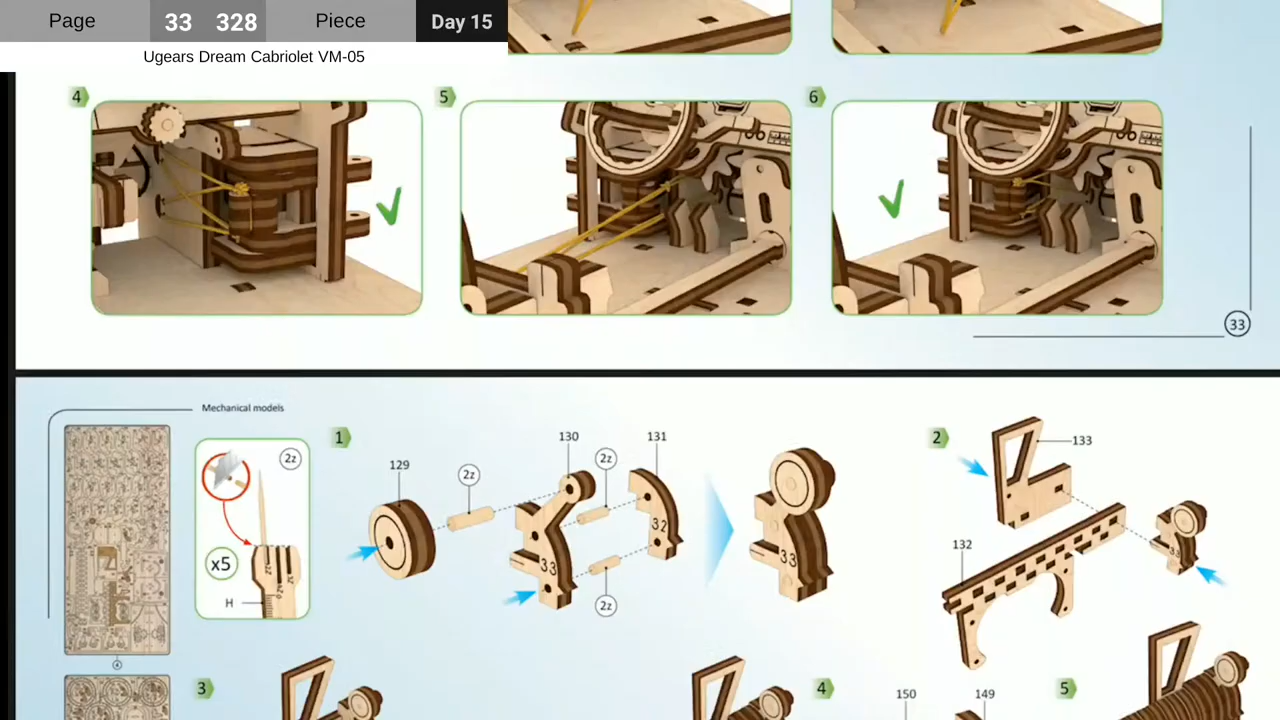 Page 33 328 Piece Day 15
Ugears Dream Cabriolet VM-05
4
5
6
33
Mechanical models
2z
x5
H
1
129
2z
130
2z
131
32
33
2z
33
2
133
132
33
3
4
150
149
5